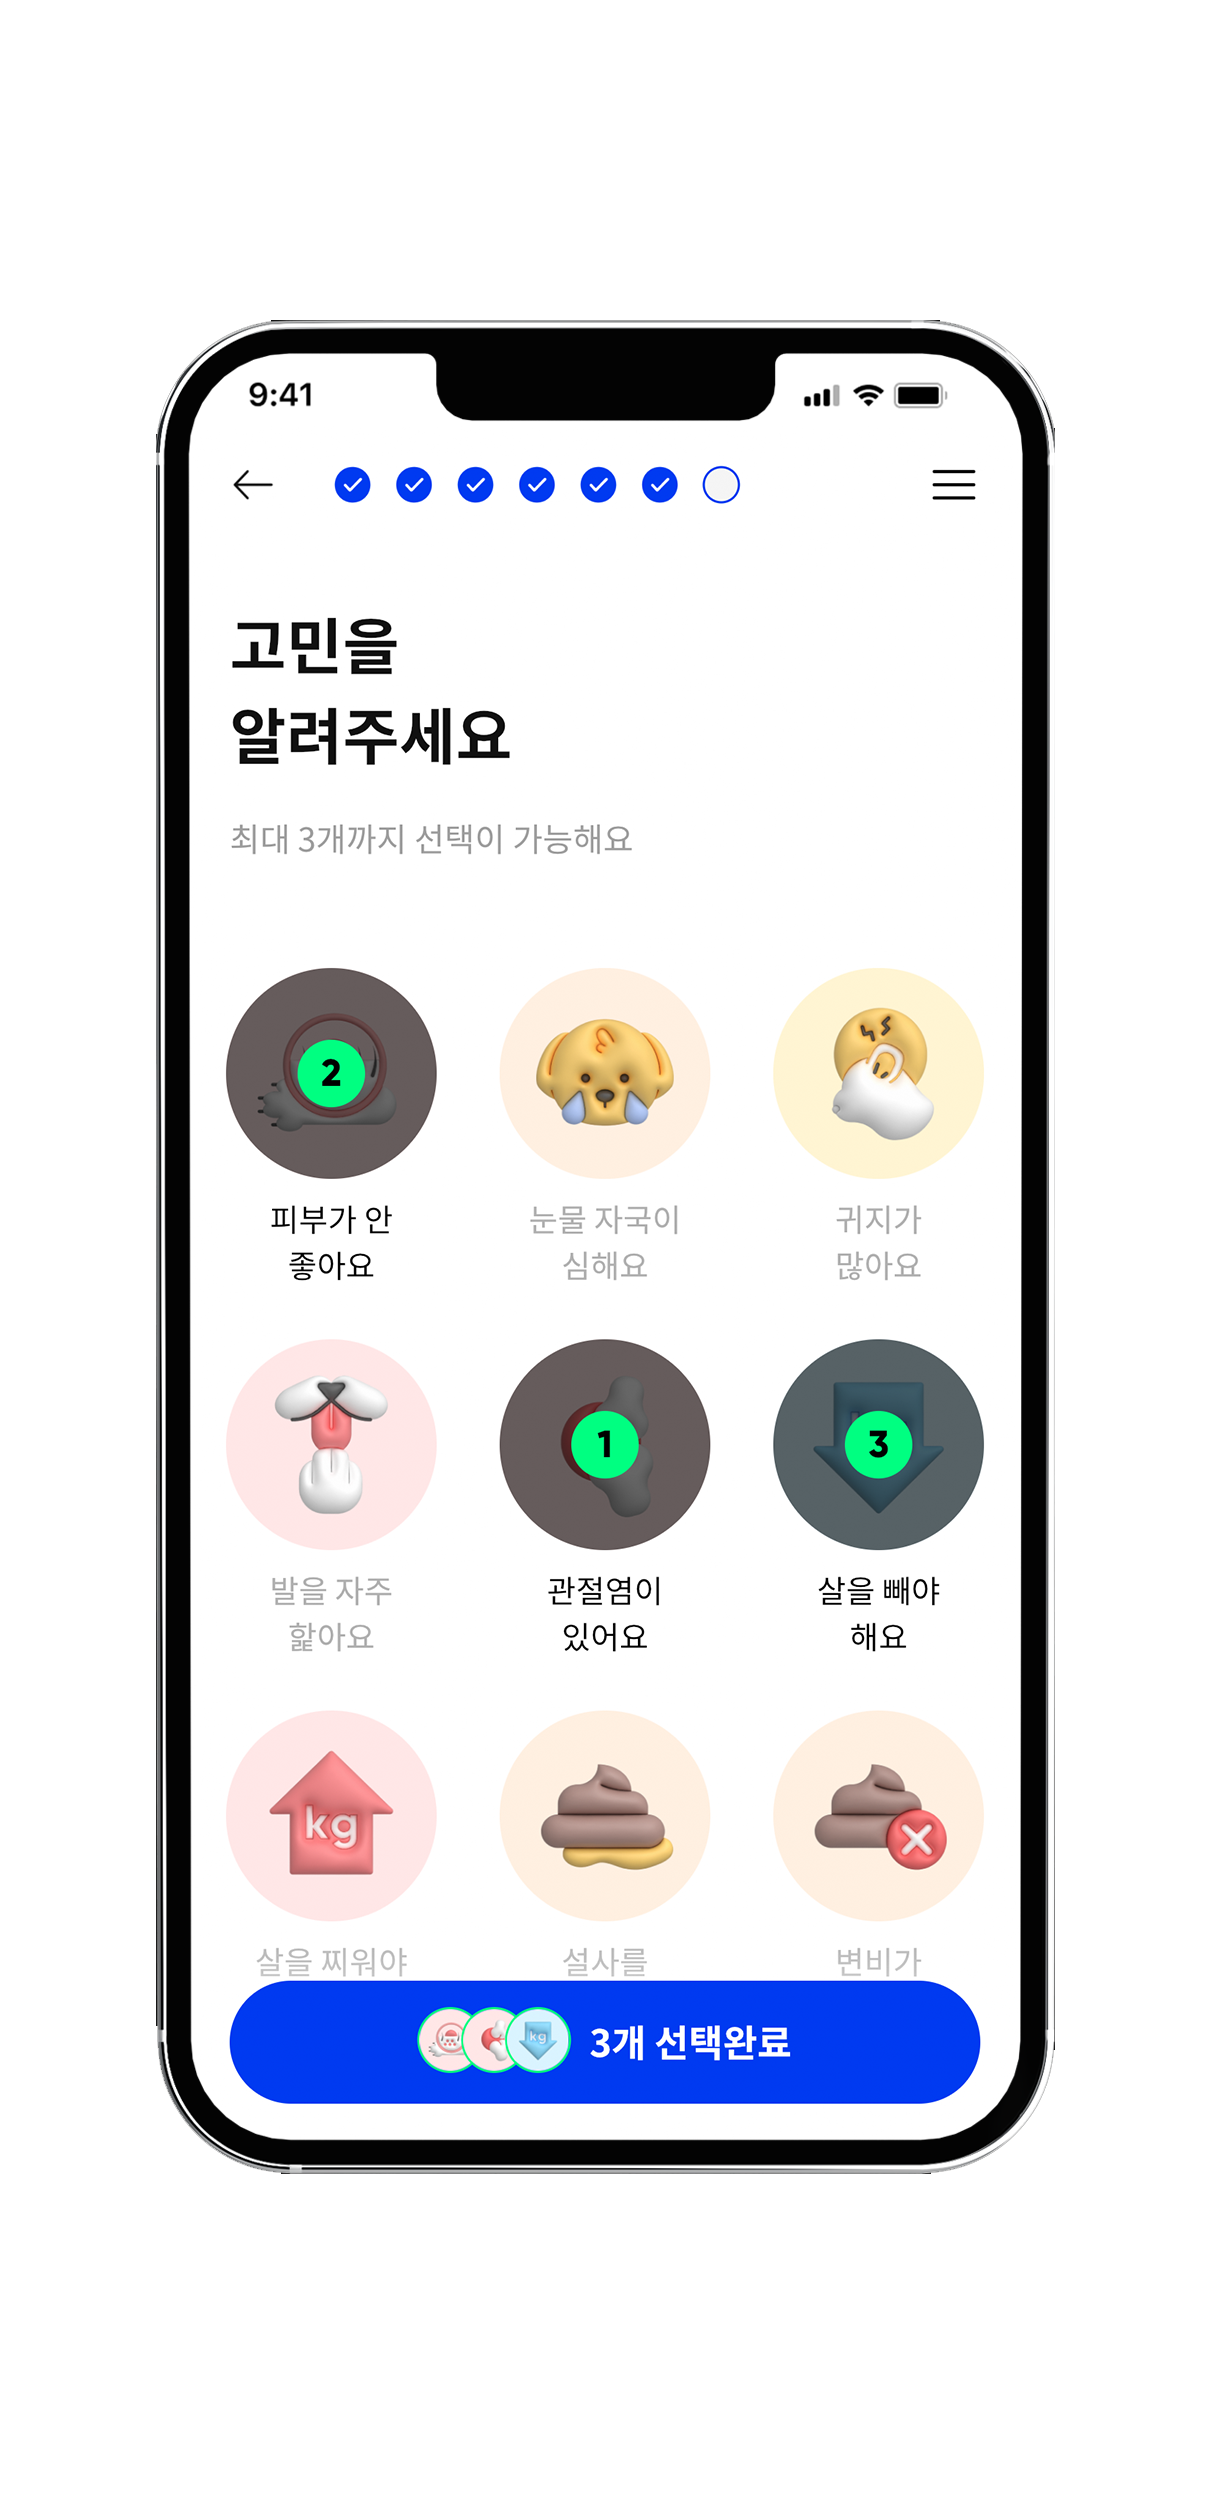 9:41
고민을
알려주세요
최대 3개까지 선택이 가능해요
2
피부가 안
좋아요
눈물 자국이
심해요
귀지가
많아요
1
3
발을 자주
핥아요
관절염이
있어요
살을 빼야
해요
kg
살을 찌워야
설사를
변비가
kg
3개 선택완료